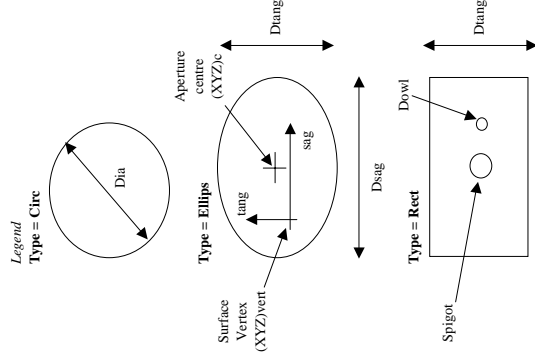 Legend
Type = Circ
Dia
Type = Ellips
Surface
Vertex
(XYZ)vert
tang
sag
Aperture
centre
(XYZ)c
Dtang
Dsag
Type = Rect
Spigot
Dowl
Dtang